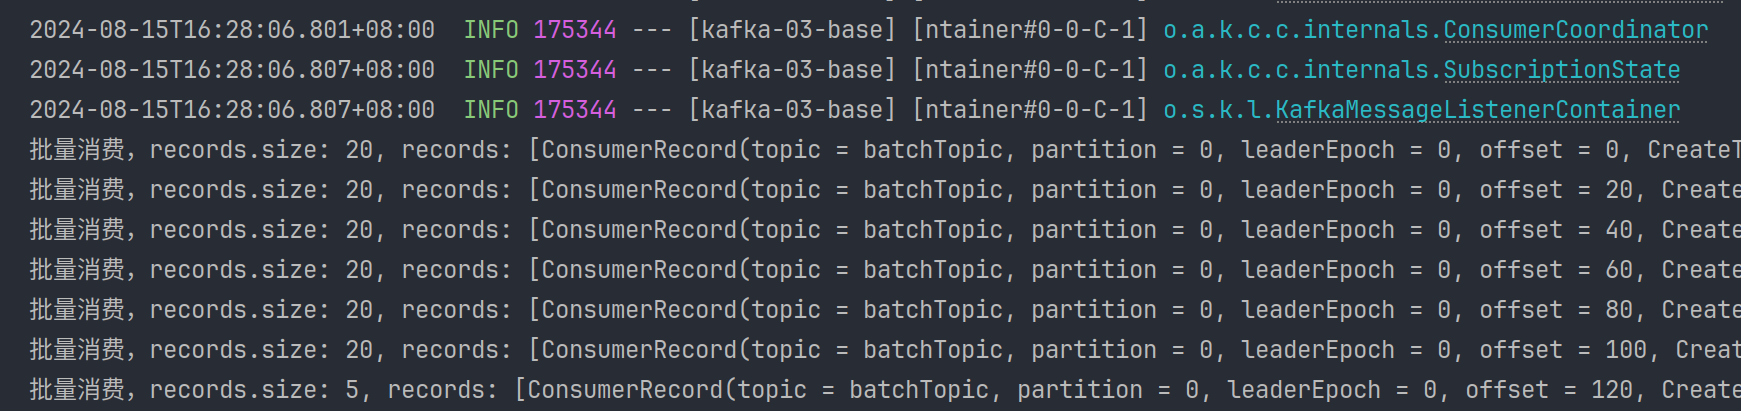 2024-08-15T16:28:06.801+08:00  INFO 175344 --- [kafka-03-base] [ntainer#0-0-C-1] o.a.k.c.c.internals.ConsumerCoordinator
2024-08-15T16:28:06.807+08:00  INFO 175344 --- [kafka-03-base] [ntainer#0-0-C-1] o.a.k.c.c.internals.SubscriptionState
2024-08-15T16:28:06.807+08:00  INFO 175344 --- [kafka-03-base] [ntainer#0-0-C-1] o.s.k.l.KafkaMessageListenerContainer
批量消费，records.size: 20, records: [ConsumerRecord(topic = batchTopic, partition = 0, leaderEpoch = 0, offset = 0, CreateT
批量消费，records.size: 20, records: [ConsumerRecord(topic = batchTopic, partition = 0, leaderEpoch = 0, offset = 20, Create
批量消费，records.size: 20, records: [ConsumerRecord(topic = batchTopic, partition = 0, leaderEpoch = 0, offset = 40, Create
批量消费，records.size: 20, records: [ConsumerRecord(topic = batchTopic, partition = 0, leaderEpoch = 0, offset = 60, Create
批量消费，records.size: 20, records: [ConsumerRecord(topic = batchTopic, partition = 0, leaderEpoch = 0, offset = 80, Create
批量消费，records.size: 20, records: [ConsumerRecord(topic = batchTopic, partition = 0, leaderEpoch = 0, offset = 100, Creat
批量消费，records.size: 5, records: [ConsumerRecord(topic = batchTopic, partition = 0, leaderEpoch = 0, offset = 120, Create